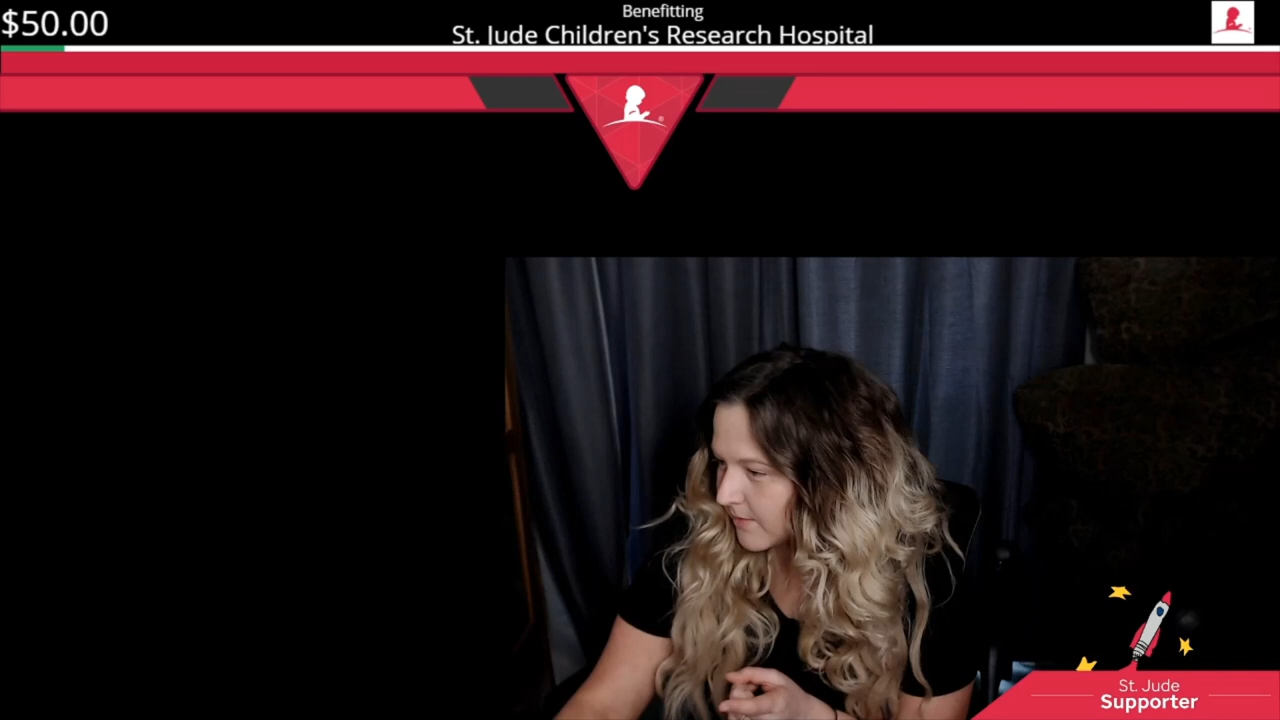 $50.00
Benefitting
St. Jude Children's Research Hospital
St. Jude
Supporter